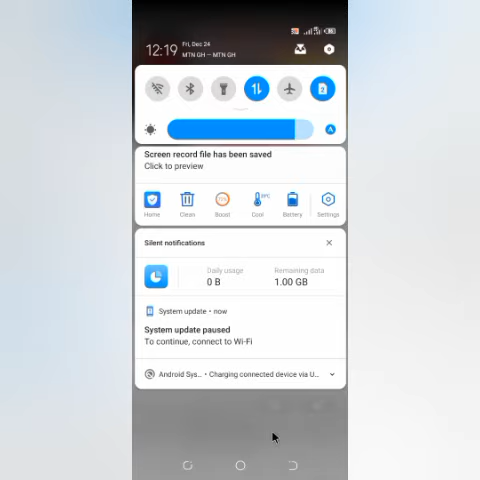 12:19
Fri, Dec 24
MTN GH — MTN GH
A
Screen record file has been saved
Click to preview
Home
Clean
Boost
Cool
Battery
Settings
Silent notifications
Daily usage
Remaining data
0 B
1.00 GB
System update • now
System update paused
To continue, connect to Wi-Fi
Android Sys.. • Charging connected device via U...